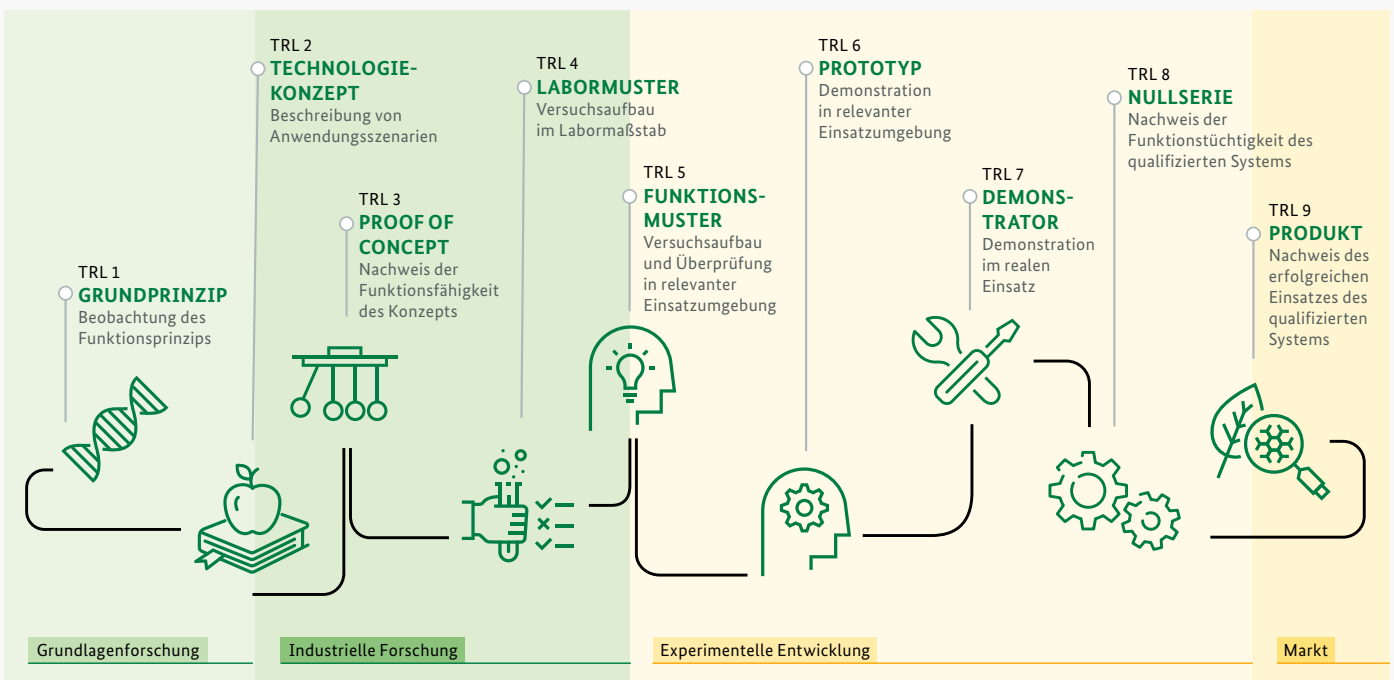 TRL 1
GRUNDPRINZIP
Beobachtung des
Funktionsprinzips
TRL 2
TECHNOLOGIE-
KONZEPT
Beschreibung von
Anwendungsszenarien
TRL 3
PROOF OF
CONCEPT
Nachweis der
Funktionsfähigkeit
des Konzepts
TRL 4
LABORMUSTER
Versuchsaufbau
im Labormaßstab
TRL 5
FUNKTIONS-
MUSTER
Versuchsaufbau
und Überprüfung
in relevanter
Einsatzumgebung
TRL 6
PROTOTYP
Demonstration
in relevanter
Einsatzumgebung
TRL 7
DEMONS-
TRATOR
Demonstration
im realen
Einsatz
TRL 8
NULLSERIE
Nachweis der
Funktionstüchtigkeit des
qualifizierten Systems
TRL 9
PRODUKT
Nachweis des
erfolgreichen
Einsatzes des
qualifizierten
Systems
Grundlagenforschung
Industrielle Forschung
Experimentelle Entwicklung
Markt